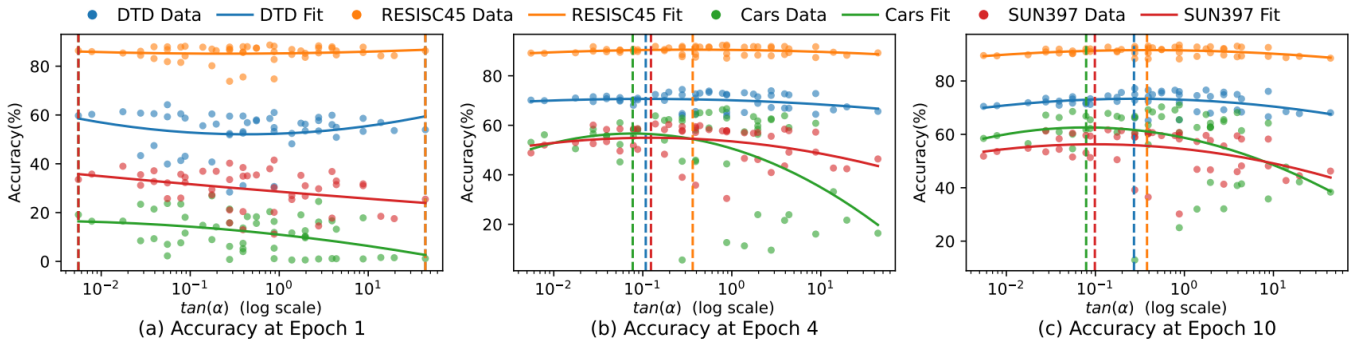 DTD Data DTD Fit RESISC45 Data RESISC45 Fit Cars Data Cars Fit SUN397 Data SUN397 Fit
Accuracy(%)
80
60
40
20
0
10⁻² 10⁻¹ 10⁰ 10¹
tan(α) (log scale)
(a) Accuracy at Epoch 1
Accuracy(%)
80
60
40
20
10⁻² 10⁻¹ 10⁰ 10¹
tan(α) (log scale)
(b) Accuracy at Epoch 4
Accuracy(%)
80
60
40
20
10⁻² 10⁻¹ 10⁰ 10¹
tan(α) (log scale)
(c) Accuracy at Epoch 10